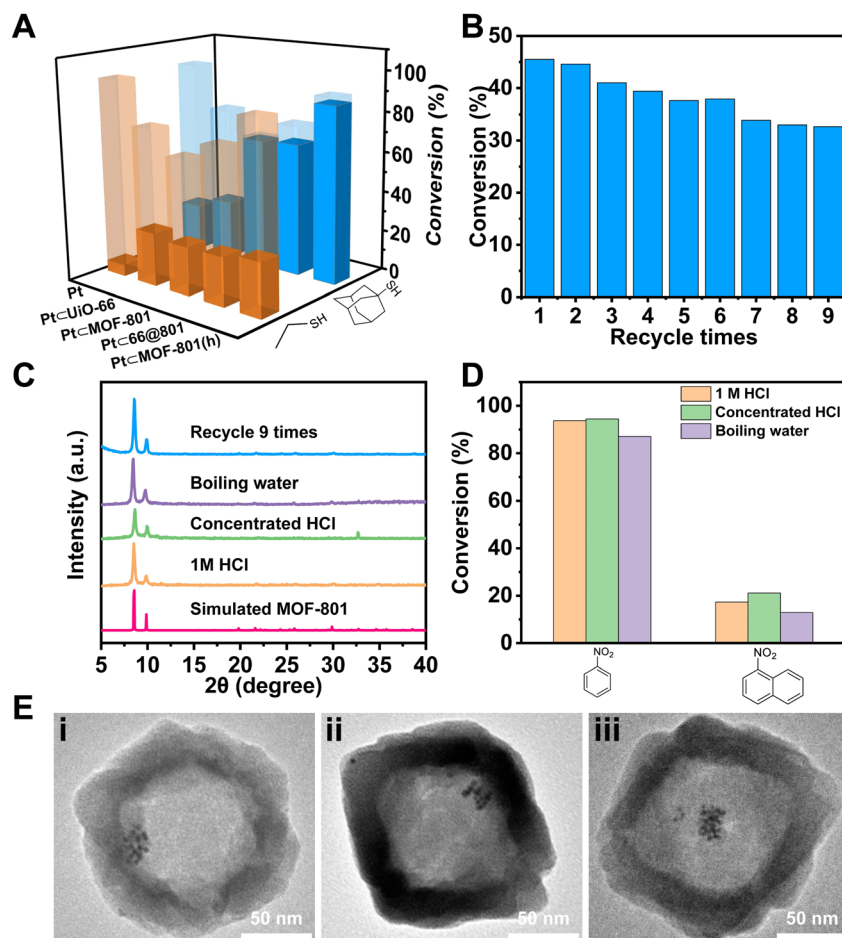 A
100
80
60
40
20
0
Conversion (%)
Pt
Pt⊂UiO-66
Pt⊂MOF-801
Pt⊂66@801
Pt⊂MOF-801(h)
SH
SH
B
50
40
30
20
10
0
Conversion (%)
1 2 3 4 5 6 7 8 9
Recycle times
C
Intensity (a.u.)
Recycle 9 times
Boiling water
Concentrated HCl
1M HCl
Simulated MOF-801
5 10 15 20 25 30 35 40
2θ (degree)
D
100
80
60
40
20
0
Conversion (%)
1 M HCl
Concentrated HCl
Boiling water
NO2
NO2
E
i
50 nm
ii
50 nm
iii
50 nm